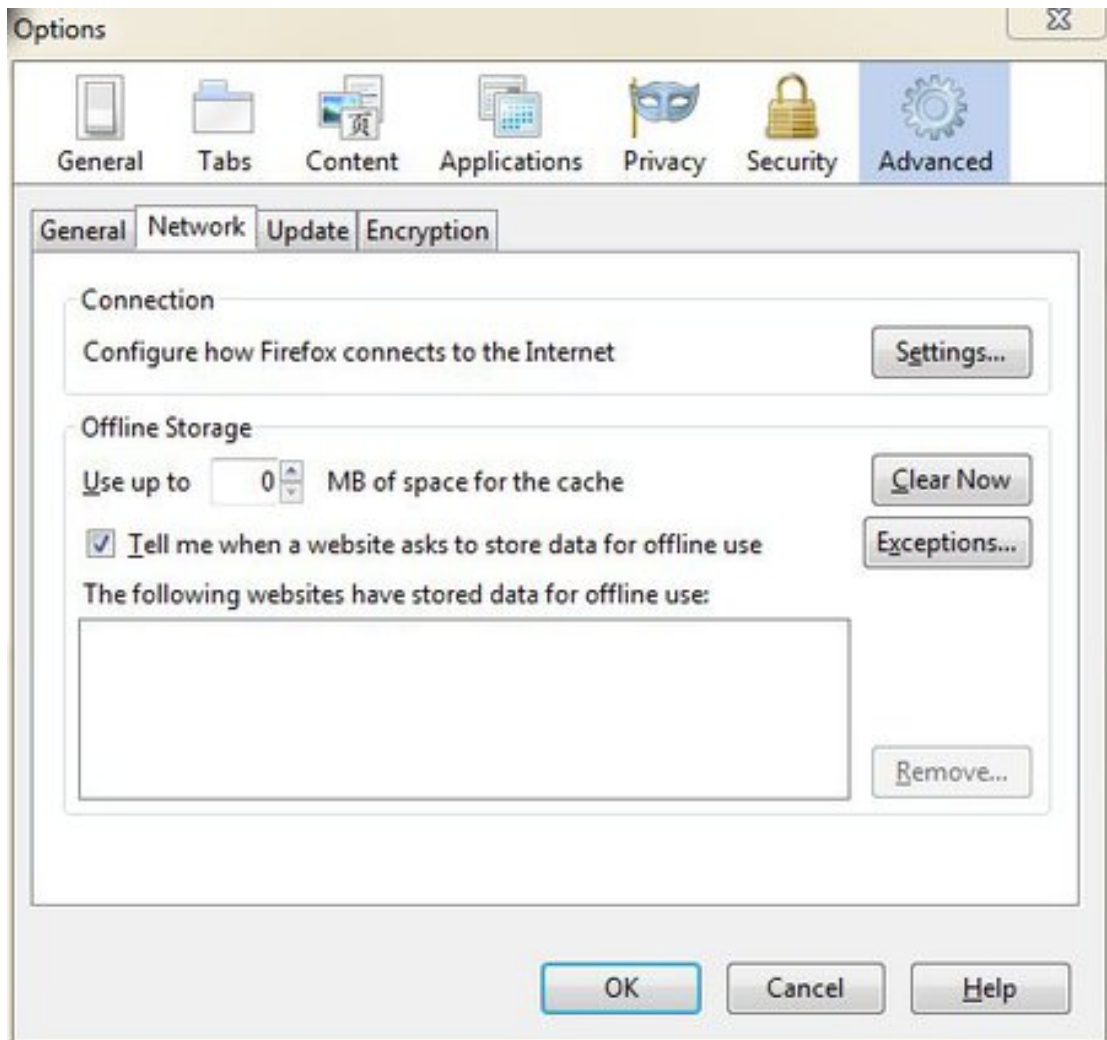 Options
General Tabs Content Applications Privacy Security Advanced
General Network Update Encryption
Connection
Configure how Firefox connects to the Internet Settings...
Offline Storage
Use up to 0 MB of space for the cache Clear Now
Tell me when a website asks to store data for offline use Exceptions...
The following websites have stored data for offline use:
Remove...
OK Cancel Help